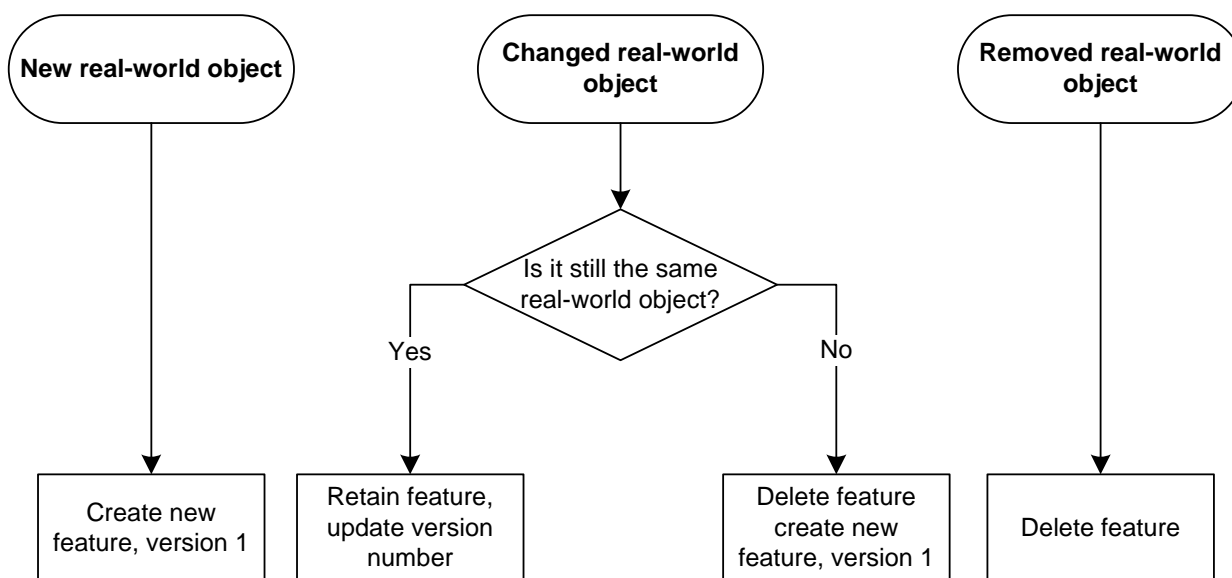 New real-world object
Changed real-world
object
Removed real-world
object
Is it still the same
real-world object?
Yes
No
Create new
feature, version 1
Retain feature,
update version
number
Delete feature
create new
feature, version 1
Delete feature